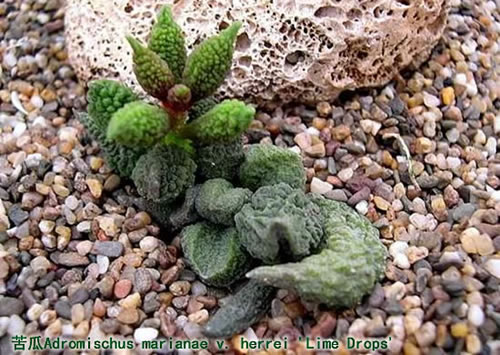 苦瓜Adromischus marianae v. herrei 'Lime Drops'